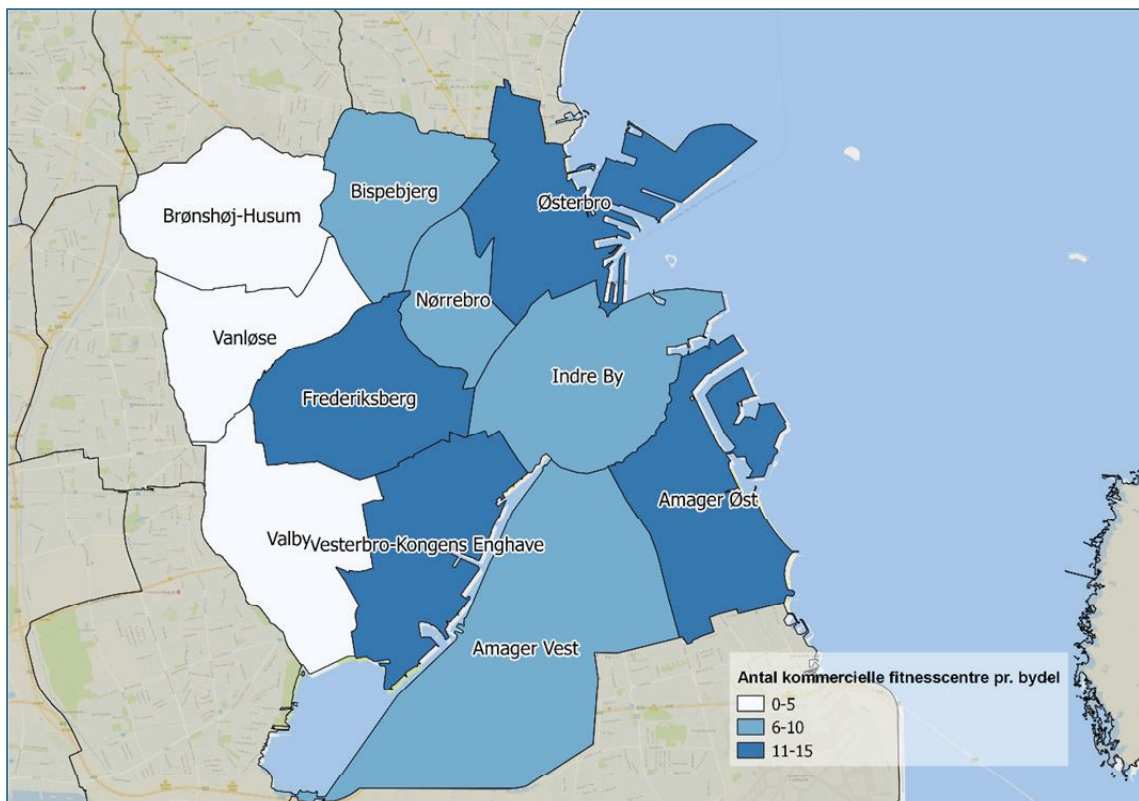 Bispebjerg
Østerbro
Brønshøj-Husum
Nørrebro
Vanløse
Indre By
Frederiksberg
Amager Øst
Valby
Vesterbro-Kongens Enghave
Amager Vest
Antal kommercielle fitnesscentre pr. bydel
0-5
6-10
11-15